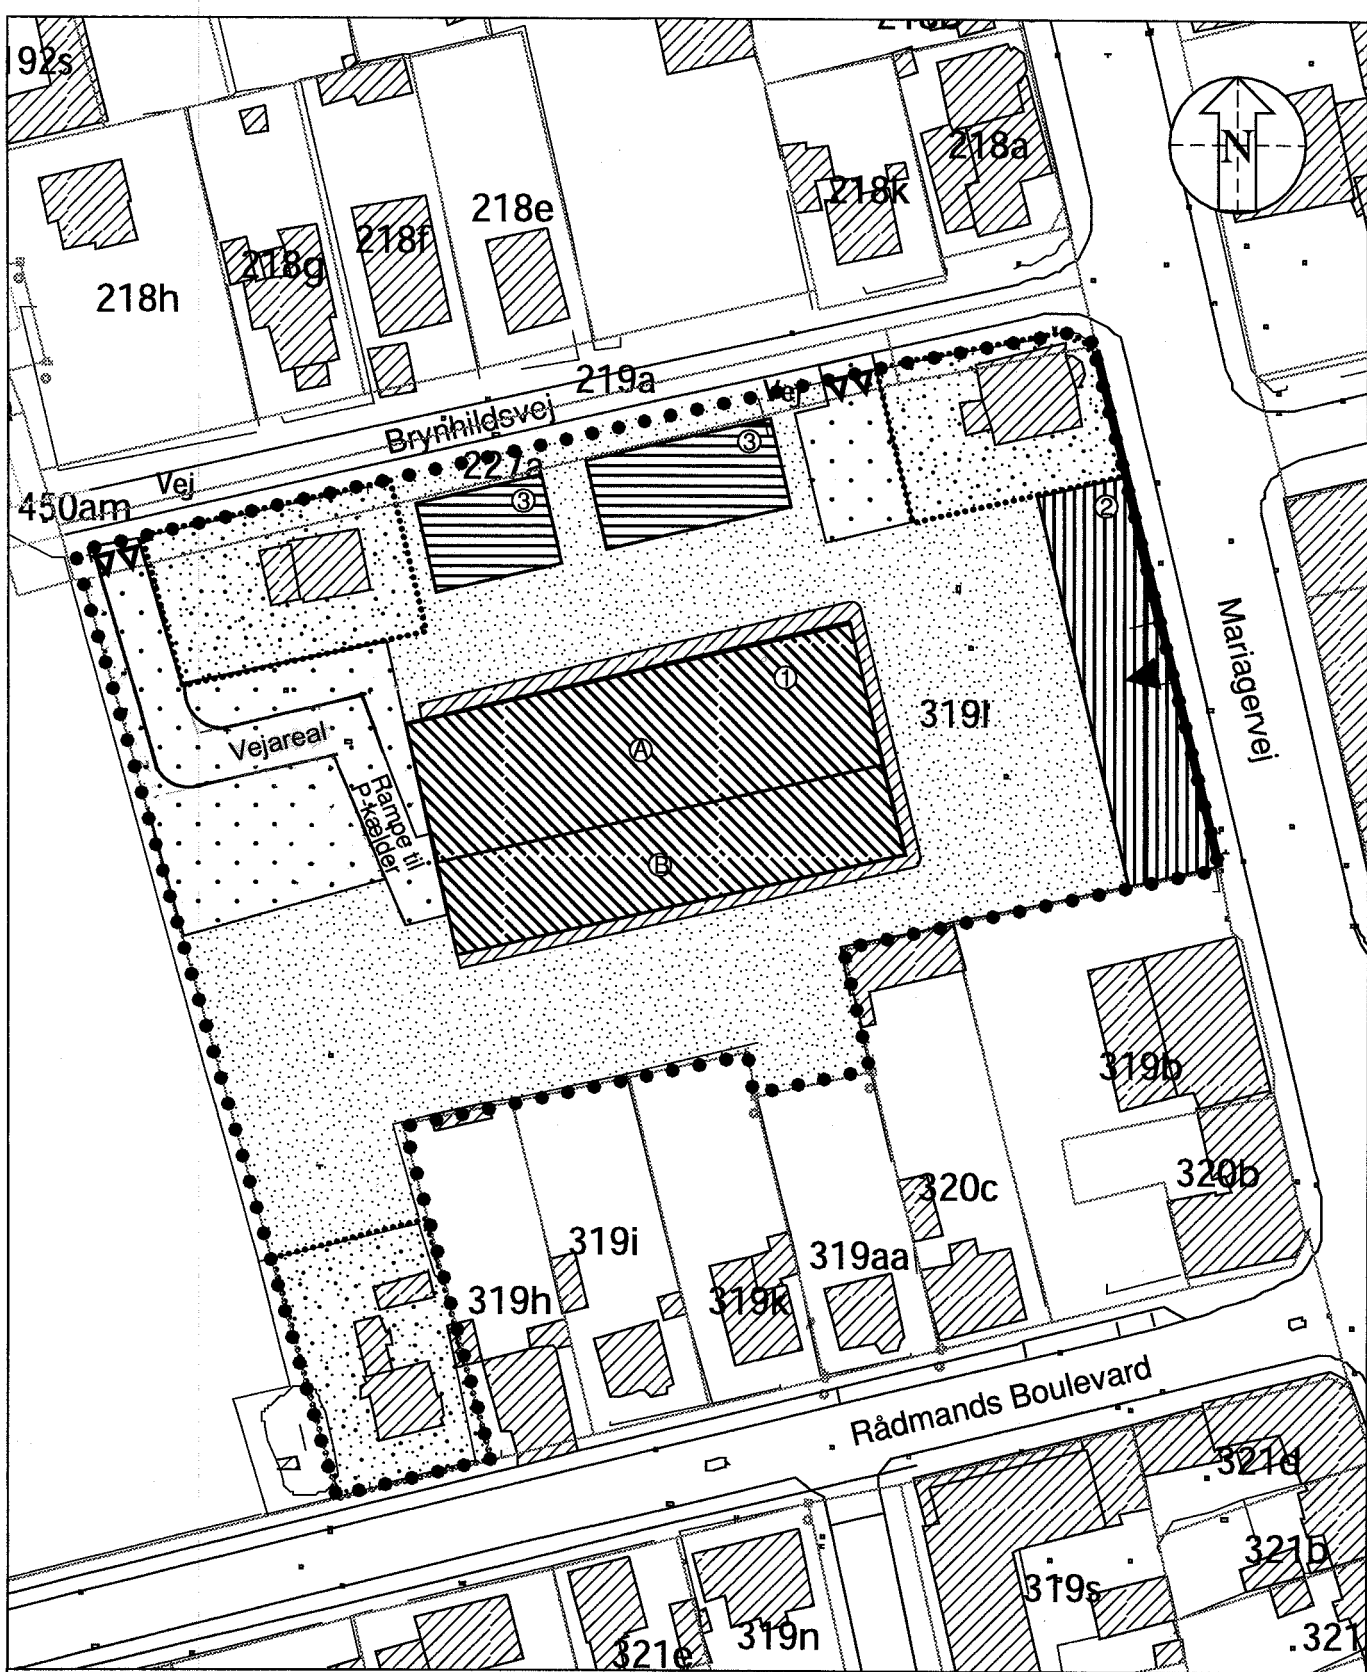 192s
N
218a
218k
218e
218f
218g
218h
219a
Vej
Brynhildsvej
227a
Vej
450am
3
3
2
Mariagervej
1
319l
A
Vejareal
Rampe til
P-kælder
B
319b
320b
320c
319i
319aa
319h
319k
Rådmands Boulevard
321d
321b
319s
319n
321e
.321